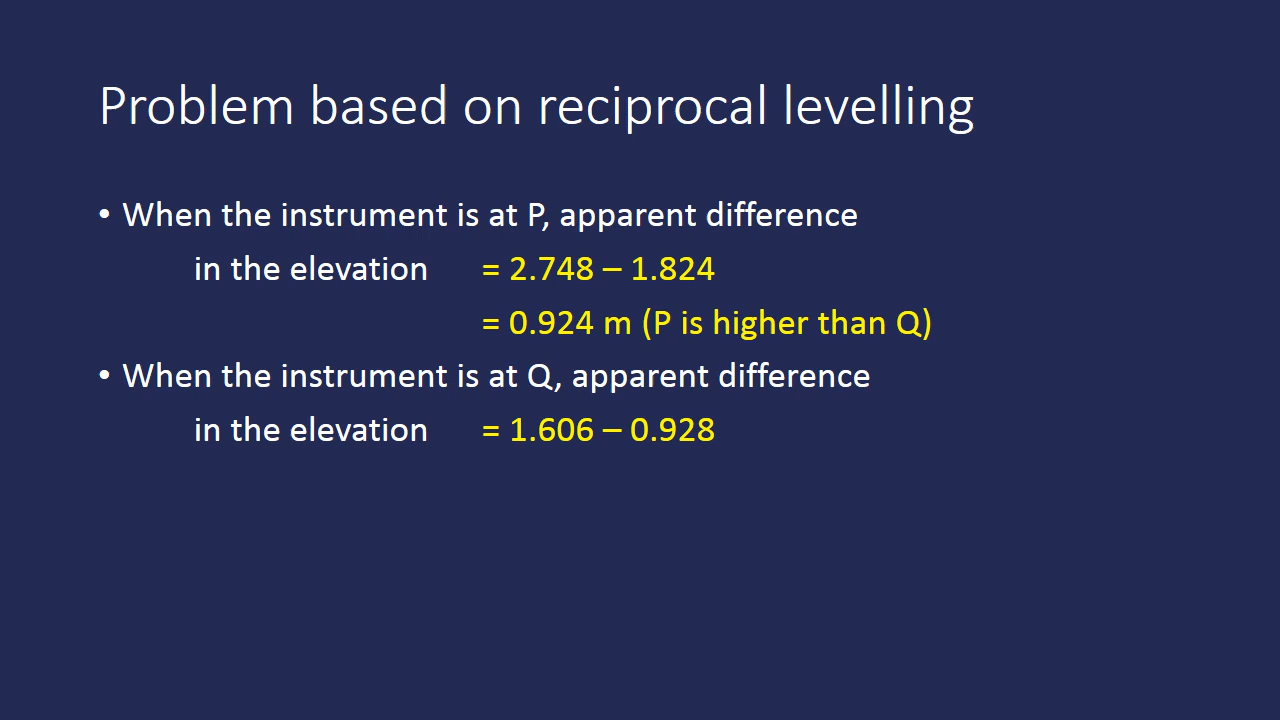 Problem based on reciprocal levelling
• When the instrument is at P, apparent difference
in the elevation = 2.748 – 1.824
= 0.924 m (P is higher than Q)
• When the instrument is at Q, apparent difference
in the elevation = 1.606 – 0.928